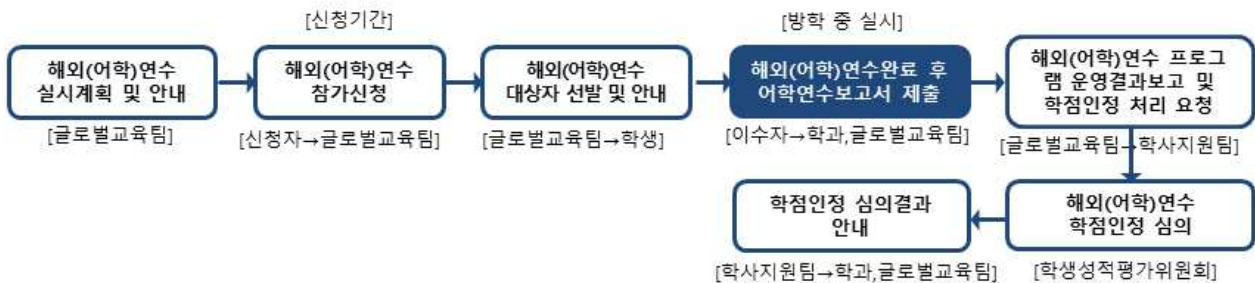 [신청기간]
[방학 중 실시]
해외(어학)연수
실시계획 및 안내
[글로벌교육팀]
해외(어학)연수
참가신청
[신청자→글로벌교육팀]
해외(어학)연수
대상자 선발 및 안내
[글로벌교육팀→학생]
해외(어학)연수완료 후
어학연수보고서 제출
[이수자→학과,글로벌교육팀]
해외(어학)연수 프로그
램 운영결과보고 및
학점인정 처리 요청
[글로벌교육팀→학사지원팀]
해외(어학)연수
학점인정 심의
[학생성적평가위원회]
학점인정 심의결과
안내
[학사지원팀→학과,글로벌교육팀]